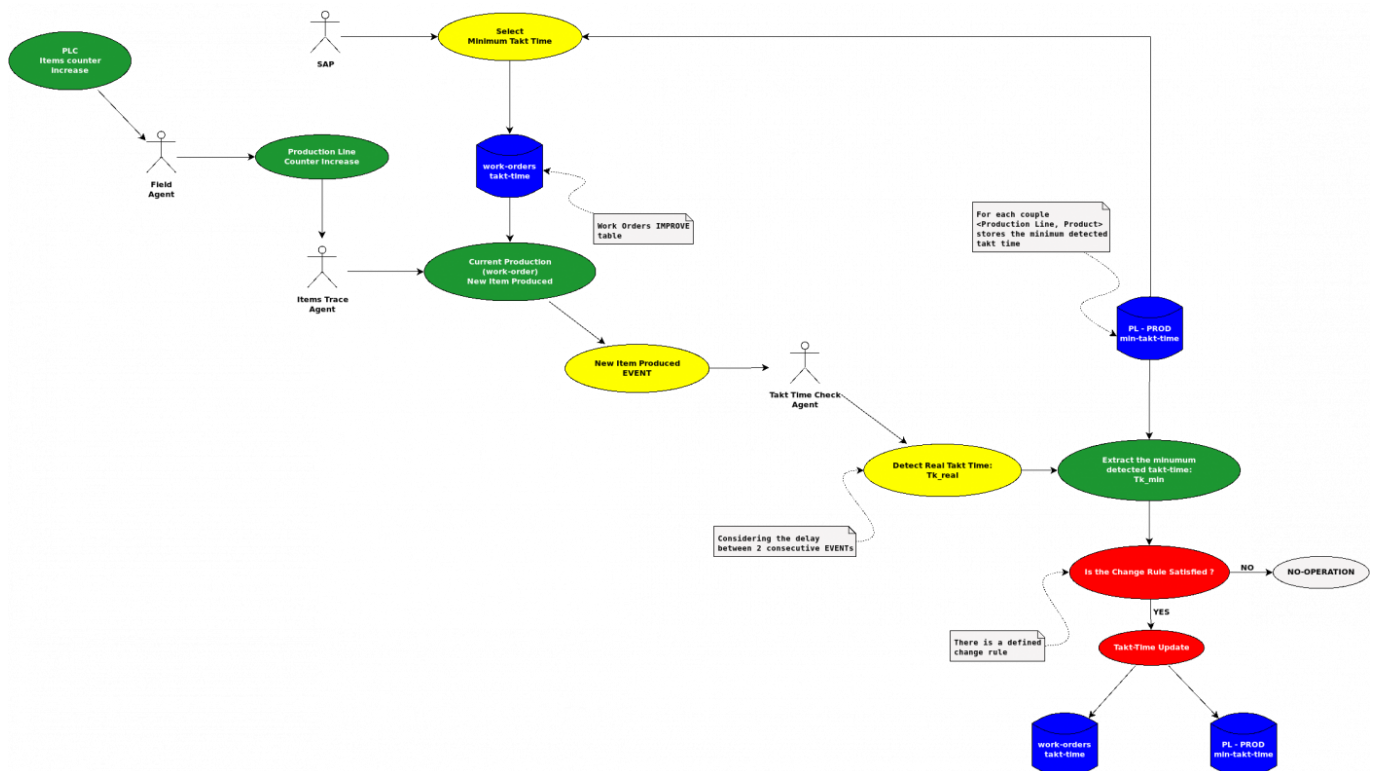 Select
Minimum Takt Time
PLC
Items counter
increase
SAP
Production Line
Counter Increase
work-orders
takt-time
Field
Agent
For each couple
<Production Line, Product>
stores the minimum detected
takt time
Work Orders IMPROVE
table
Current Production
(work-order)
New Item Produced
Items Trace
Agent
PL - PROD
min-takt-time
New Item Produced
EVENT
Takt Time Check
Agent
Detect Real Takt Time:
Tk_real
Extract the minumum
detected takt-time:
Tk_min
Considering the delay
between 2 consecutive EVENTs
Is the Change Rule Satisfied ?
NO
NO-OPERATION
YES
There is a defined
change rule
Takt-Time Update
work-orders
takt-time
PL - PROD
min-takt-time